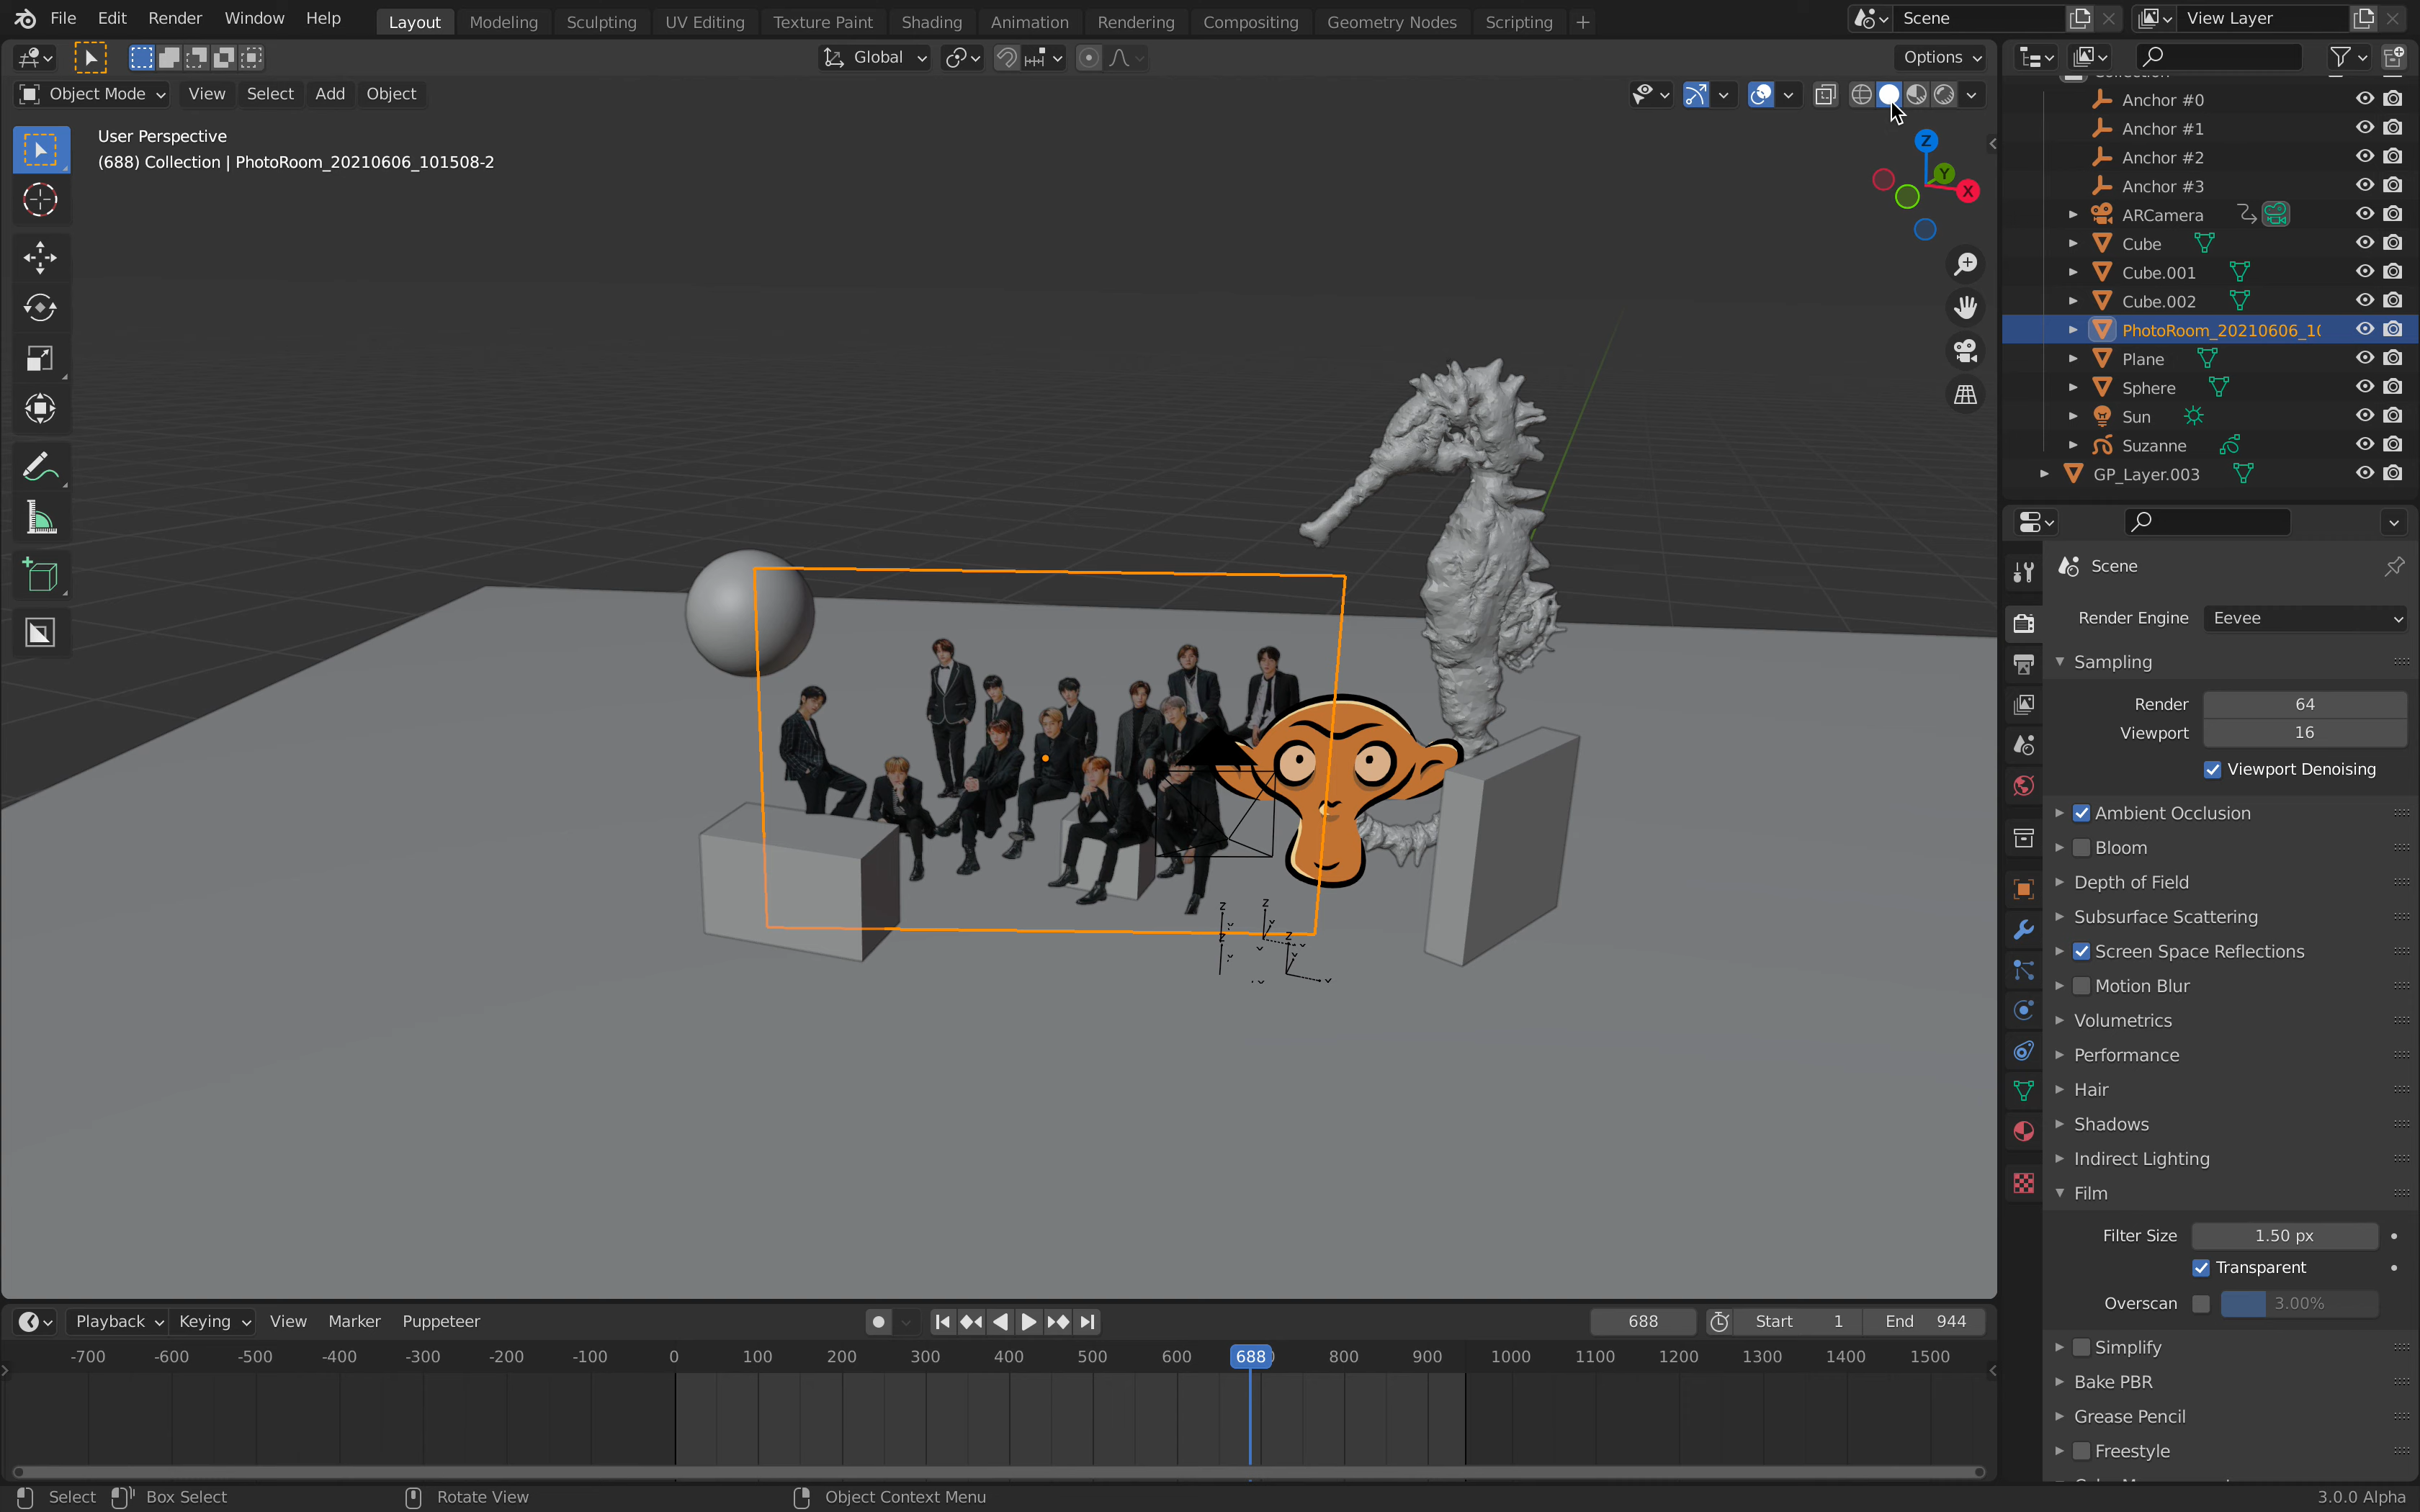 File Edit Render Window Help
Layout Modeling Sculpting UV Editing Texture Paint Shading Animation Rendering Compositing Geometry Nodes Scripting +
Scene
View Layer
Global
Options
Object Mode View Select Add Object
User Perspective
(688) Collection | PhotoRoom_20210606_101508-2
Z
Y
X
Anchor #0
Anchor #1
Anchor #2
Anchor #3
ARCamera
Cube
Cube.001
Cube.002
PhotoRoom_20210606_1(
Plane
Sphere
Sun
Suzanne
GP_Layer.003
Scene
Render Engine Eevee
Sampling
Render 64
Viewport 16
Viewport Denoising
Ambient Occlusion
Bloom
Depth of Field
Subsurface Scattering
Screen Space Reflections
Motion Blur
Volumetrics
Performance
Hair
Shadows
Indirect Lighting
Film
Filter Size 1.50 px
Transparent
Overscan 3.00%
Simplify
Bake PBR
Grease Pencil
Freestyle
Playback Keying View Marker Puppeteer
688
Start 1 End 944
-700 -600 -500 -400 -300 -200 -100 0 100 200 300 400 500 600 688 800 900 1000 1100 1200 1300 1400 1500
Select Box Select Rotate View Object Context Menu
3.0.0 Alpha